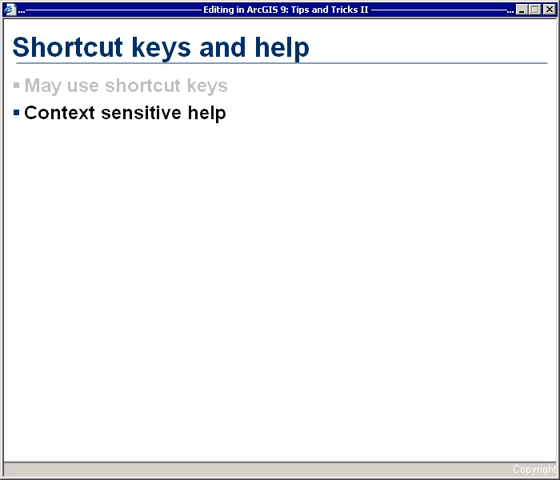 Editing in ArcGIS 9: Tips and Tricks II
Shortcut keys and help
May use shortcut keys
Context sensitive help
Copyright